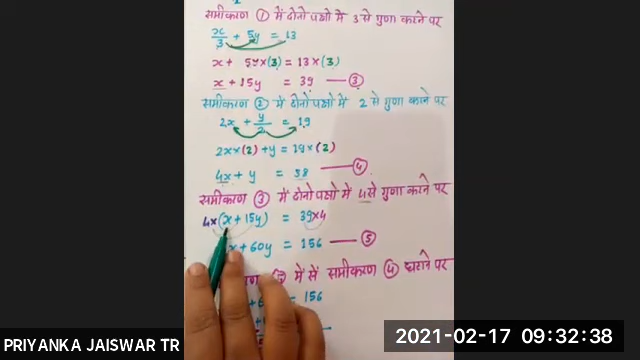 समीकरण ① में दोनो पक्षो में 3 से गुणा करने पर
x/3 + 5y = 13
x + 5y×(3) = 13×(3)
x + 15y = 39 —③
समीकरण ② में दोनो पक्षो में 2 से गुणा करने पर
2x + y/2 = 19
2x×(2) + y = 19×(2)
4x + y = 38 —④
समीकरण ③ में दोनो पक्षो में 4 से गुणा करने पर
4×(x + 15y) = 39×4
x + 60y = 156 —⑤
⑤ में से समीकरण ④ घटाने पर
= 156
PRIYANKA JAISWAR TR
2021-02-17 09:32:38